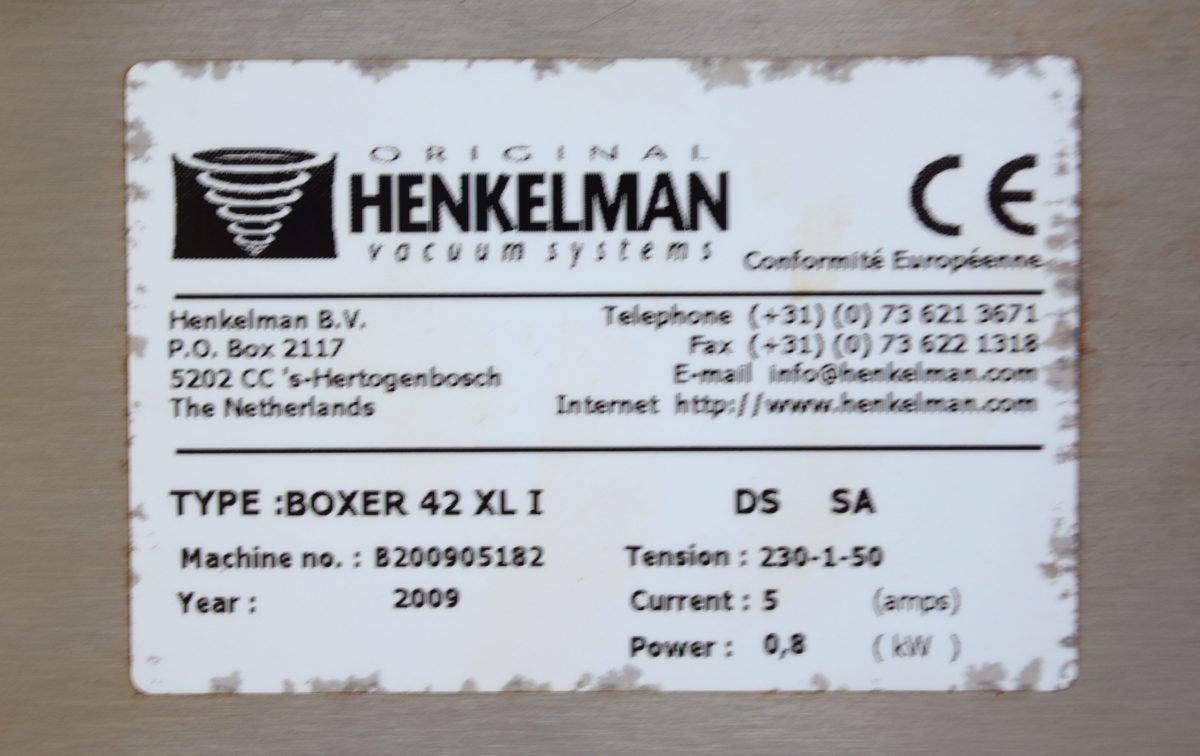 ORIGINAL
HENKELMAN
vacuum systems
CE
Conformité Européenne
Henkelman B.V.
P.O. Box 2117
5202 CC 's-Hertogenbosch
The Netherlands
Telephone (+31) (0) 73 621 3671
Fax (+31) (0) 73 622 1318
E-mail info@henkelman.com
Internet http://www.henkelman.com
TYPE :BOXER 42 XL I DS SA
Machine no. : B200905182
Year : 2009
Tension : 230-1-50
Current : 5 (amps)
Power : 0,8 ( kW )